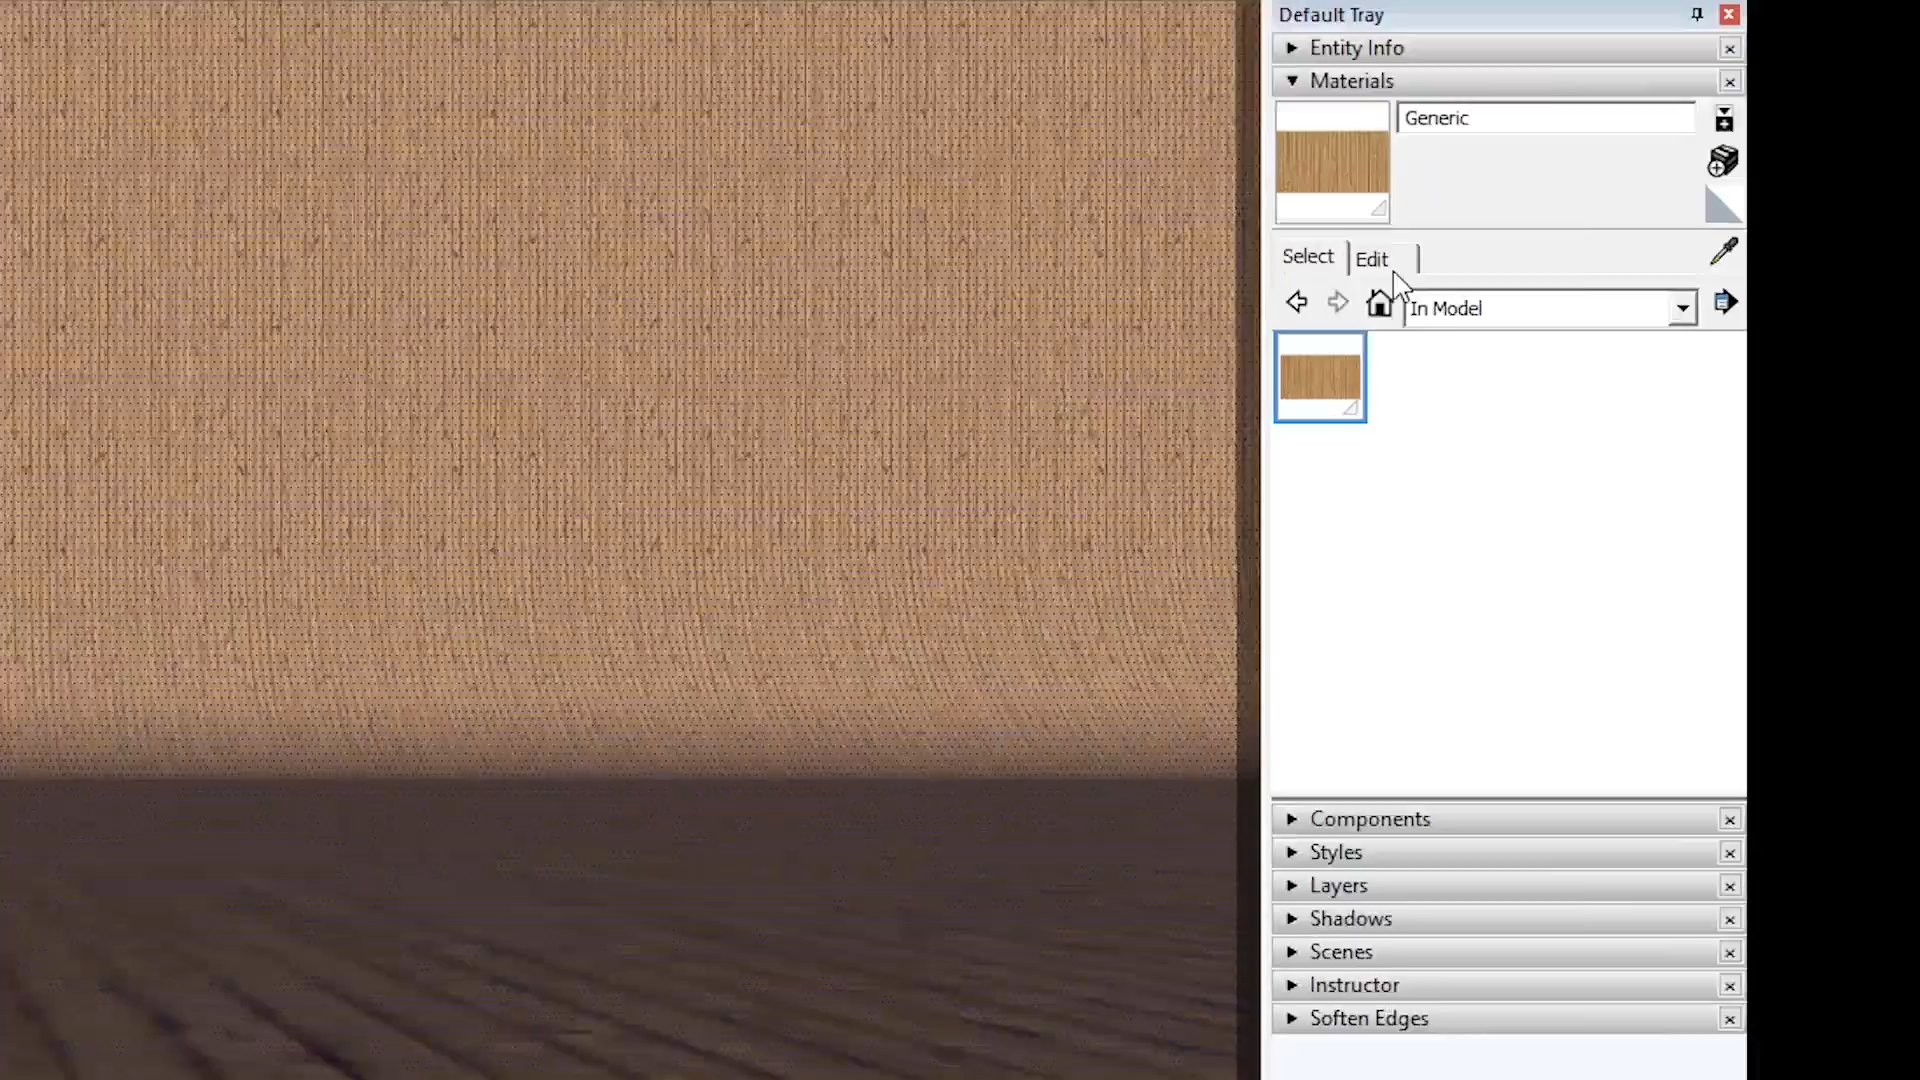 Default Tray
Entity Info
Materials
Generic
Select
Edit
In Model
Components
Styles
Layers
Shadows
Scenes
Instructor
Soften Edges